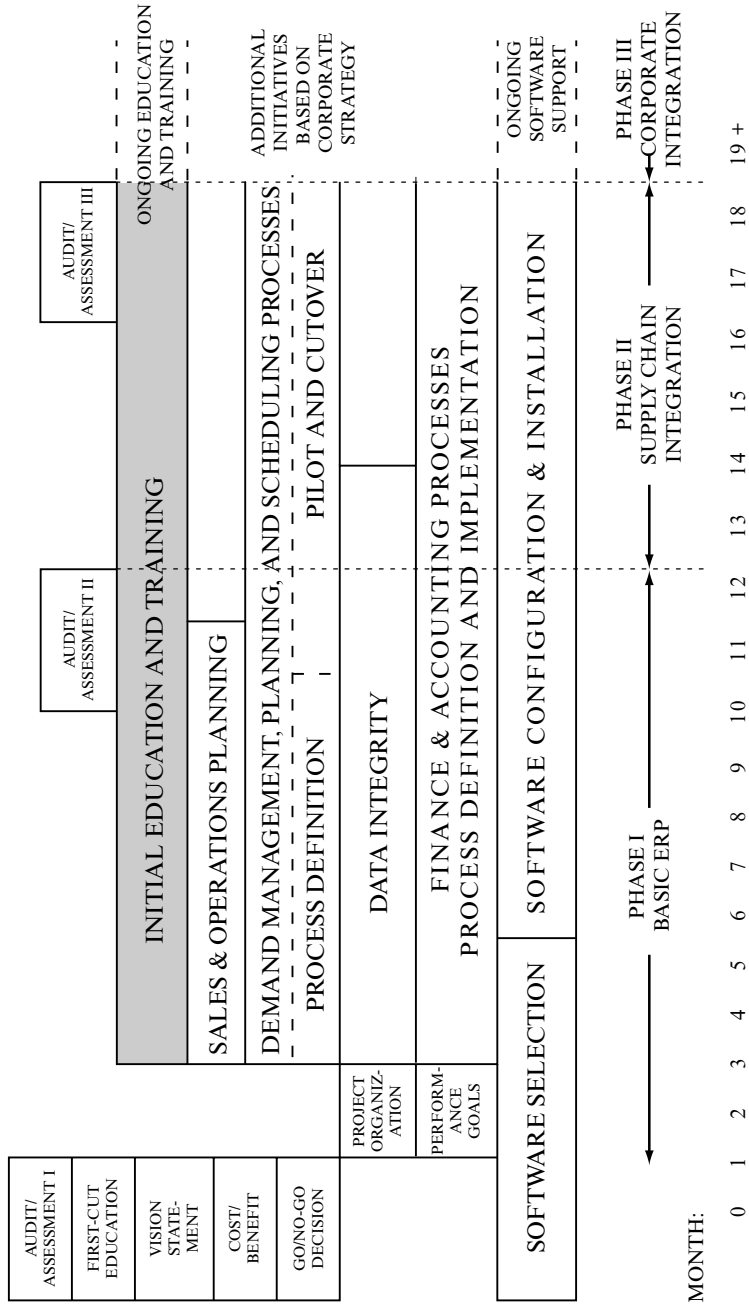 AUDIT/
ASSESSMENT I
FIRST-CUT
EDUCATION
VISION
STATE-
MENT
COST/
BENEFIT
GO/NO-GO
DECISION
AUDIT/
ASSESSMENT II
AUDIT/
ASSESSMENT III
INITIAL EDUCATION AND TRAINING
ONGOING EDUCATION
AND TRAINING
SALES & OPERATIONS PLANNING
DEMAND MANAGEMENT, PLANNING, AND SCHEDULING PROCESSES
PROCESS DEFINITION
PILOT AND CUTOVER
ADDITIONAL
INITIATIVES
BASED ON
CORPORATE
STRATEGY
PROJECT
ORGANIZ-
ATION
DATA INTEGRITY
PERFORM-
ANCE
GOALS
FINANCE & ACCOUNTING PROCESSES
PROCESS DEFINITION AND IMPLEMENTATION
SOFTWARE SELECTION
SOFTWARE CONFIGURATION & INSTALLATION
ONGOING
SOFTWARE
SUPPORT
PHASE I
BASIC ERP
PHASE II
SUPPLY CHAIN
INTEGRATION
PHASE III
CORPORATE
INTEGRATION
MONTH:
0 1 2 3 4 5 6 7 8 9 10 11 12 13 14 15 16 17 18 19 +